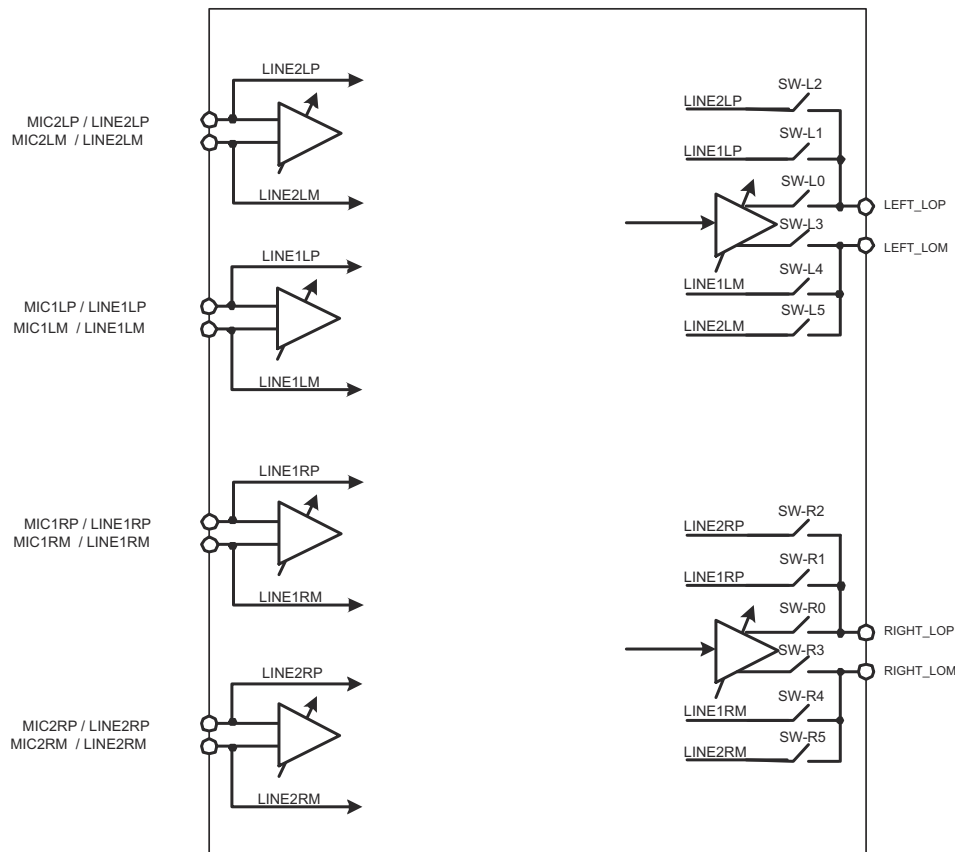 LINE2LP
MIC2LP / LINE2LP
MIC2LM / LINE2LM
LINE2LM
LINE1LP
MIC1LP / LINE1LP
MIC1LM / LINE1LM
LINE1LM
LINE1RP
MIC1RP / LINE1RP
MIC1RM / LINE1RM
LINE1RM
LINE2RP
MIC2RP / LINE2RP
MIC2RM / LINE2RM
LINE2RM
SW-L2
LINE2LP
SW-L1
LINE1LP
SW-L0
LEFT_LOP
SW-L3
LEFT_LOM
SW-L4
LINE1LM
SW-L5
LINE2LM
SW-R2
LINE2RP
SW-R1
LINE1RP
SW-R0
RIGHT_LOP
SW-R3
RIGHT_LOM
SW-R4
LINE1RM
SW-R5
LINE2RM